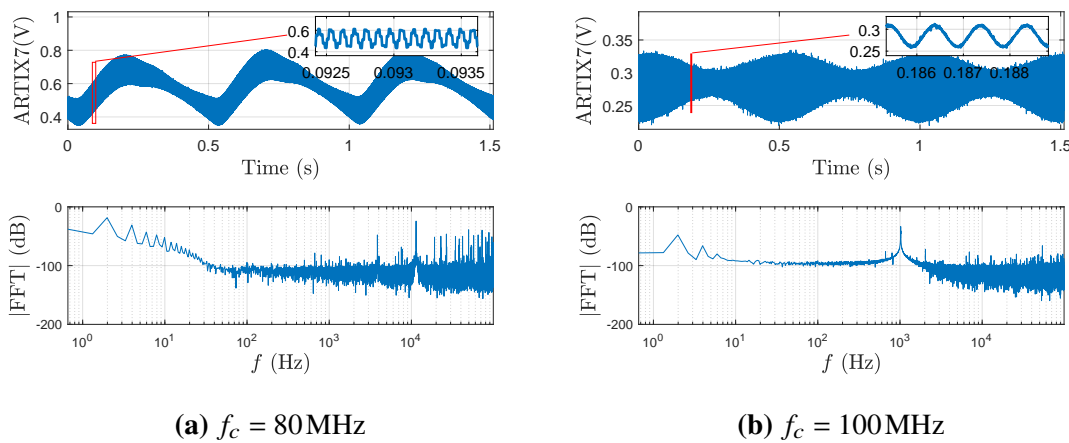 ARTIX7(V)
1
0.8
0.6
0.4
0.6
0.4
0.0925 0.093 0.0935
0 0.5 1 1.5
Time (s)
|FFT| (dB)
0
-100
-200
10^0 10^1 10^2 10^3 10^4
f (Hz)
(a) f_c = 80 MHz
ARTIX7(V)
0.4
0.35
0.3
0.25
0.3
0.25
0.186 0.187 0.188
0 0.5 1 1.5
Time (s)
|FFT| (dB)
0
-100
-200
10^0 10^1 10^2 10^3 10^4
f (Hz)
(b) f_c = 100 MHz